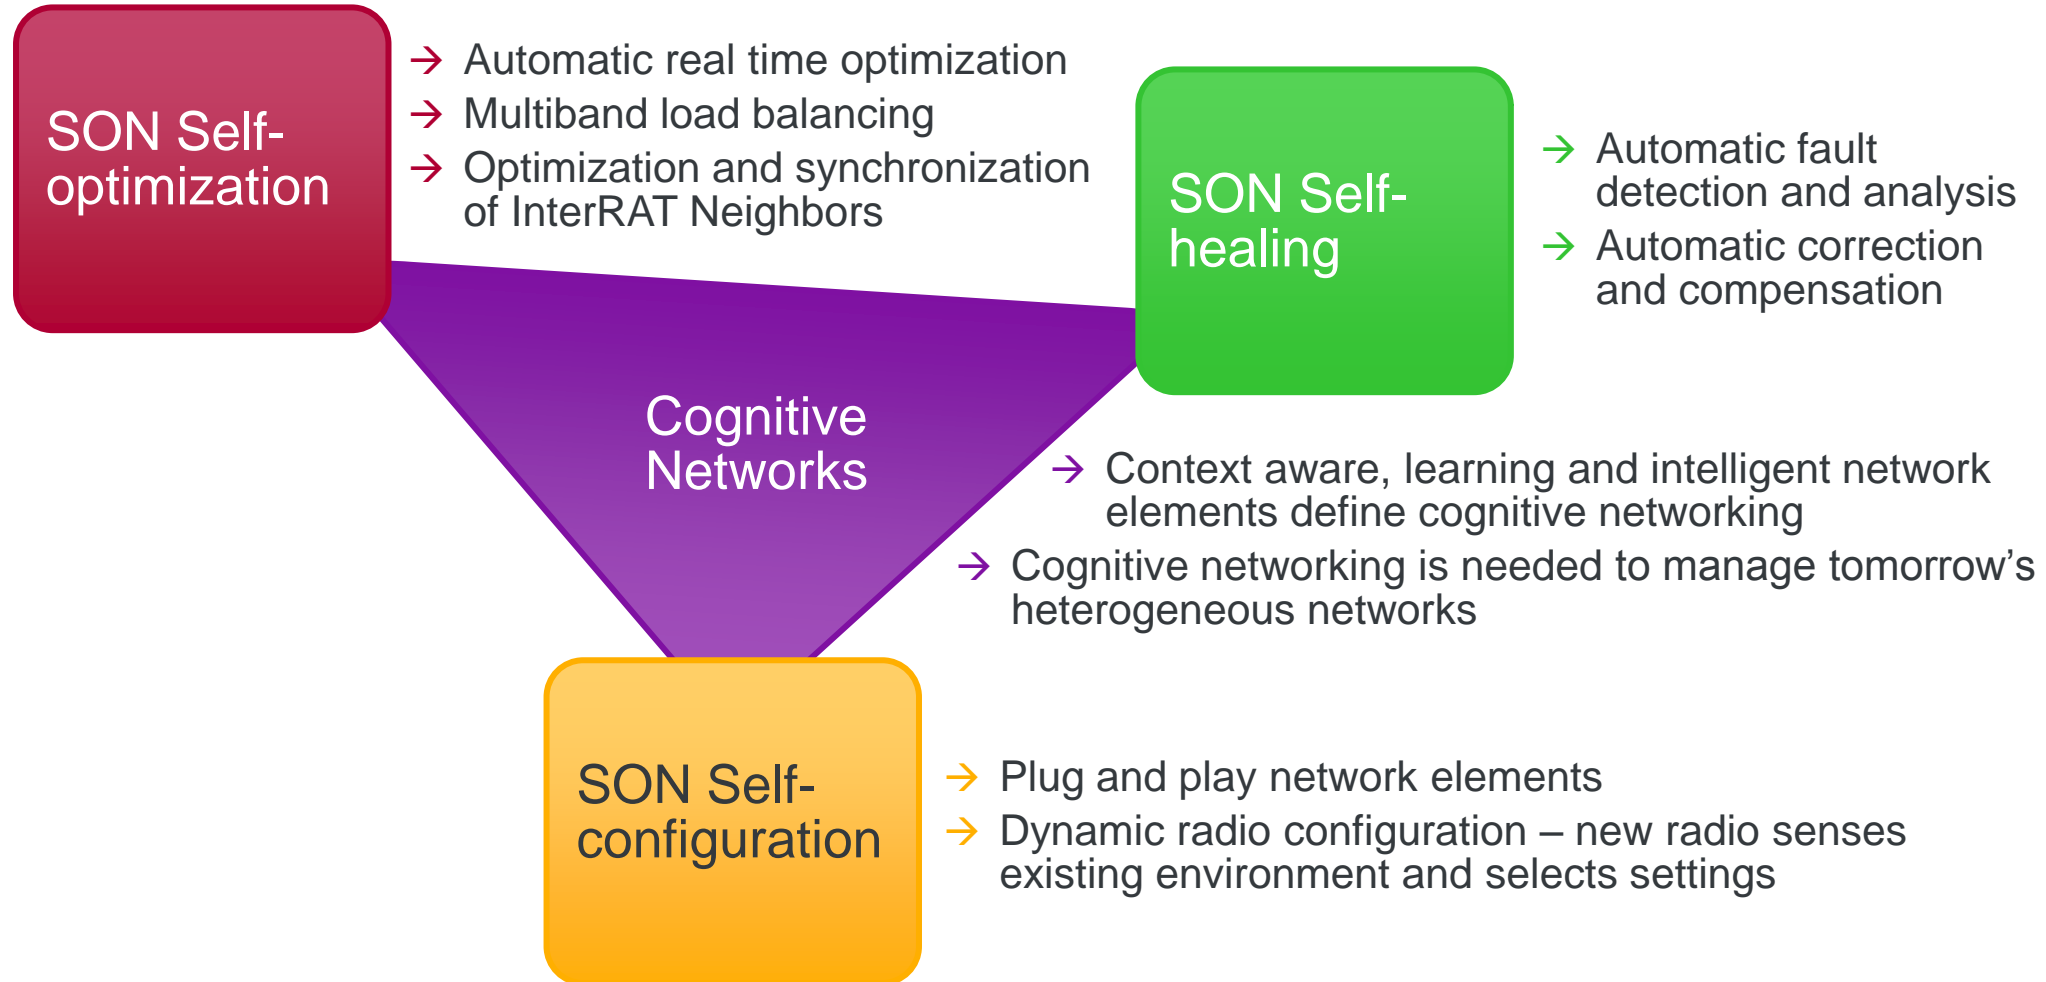 SON Self-
optimization
→ Automatic real time optimization
→ Multiband load balancing
→ Optimization and synchronization
of InterRAT Neighbors
SON Self-
healing
→ Automatic fault
detection and analysis
→ Automatic correction
and compensation
Cognitive
Networks
→ Context aware, learning and intelligent network
elements define cognitive networking
→ Cognitive networking is needed to manage tomorrow’s
heterogeneous networks
SON Self-
configuration
→ Plug and play network elements
→ Dynamic radio configuration – new radio senses
existing environment and selects settings